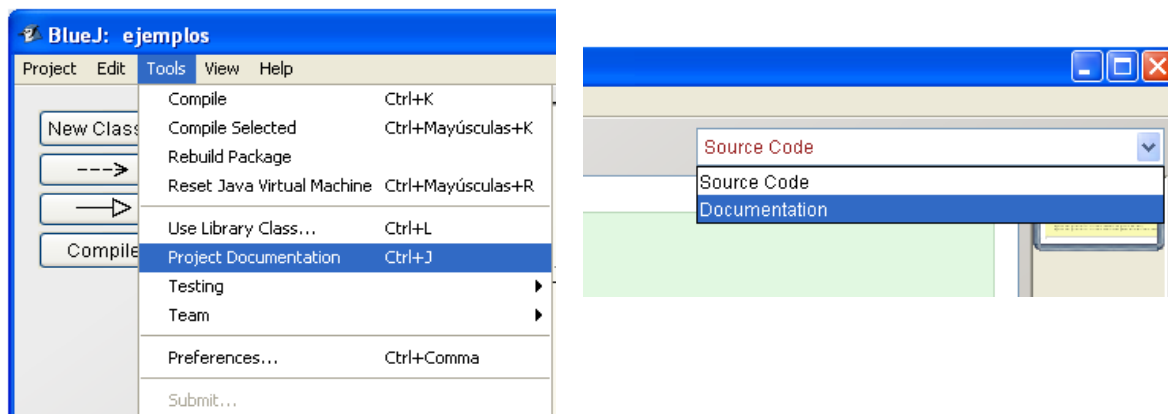 BlueJ: ejemplos
Project Edit Tools View Help
New Class
Compile
Compile Ctrl+K
Compile Selected Ctrl+Mayúsculas+K
Rebuild Package
Reset Java Virtual Machine Ctrl+Mayúsculas+R
Use Library Class... Ctrl+L
Project Documentation Ctrl+J
Testing
Team
Preferences... Ctrl+Comma
Submit...
Source Code
Source Code
Documentation